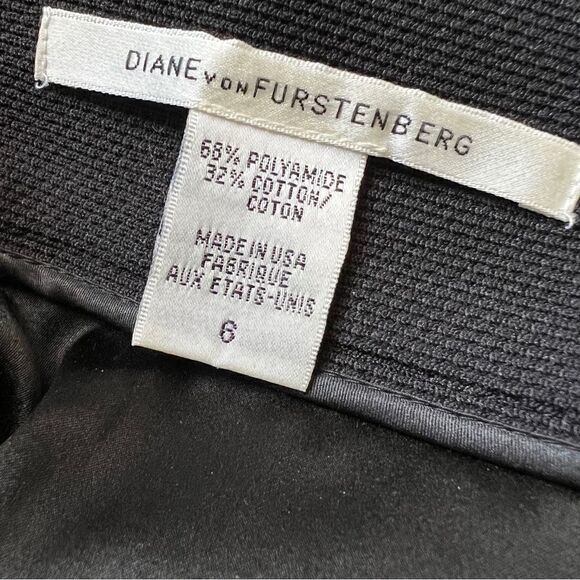 DIANE VON FURSTENBERG
68% POLYAMIDE
32% COTTON/
COTON
MADE IN USA
FABRIQUE
AUX ETATS-UNIS
6